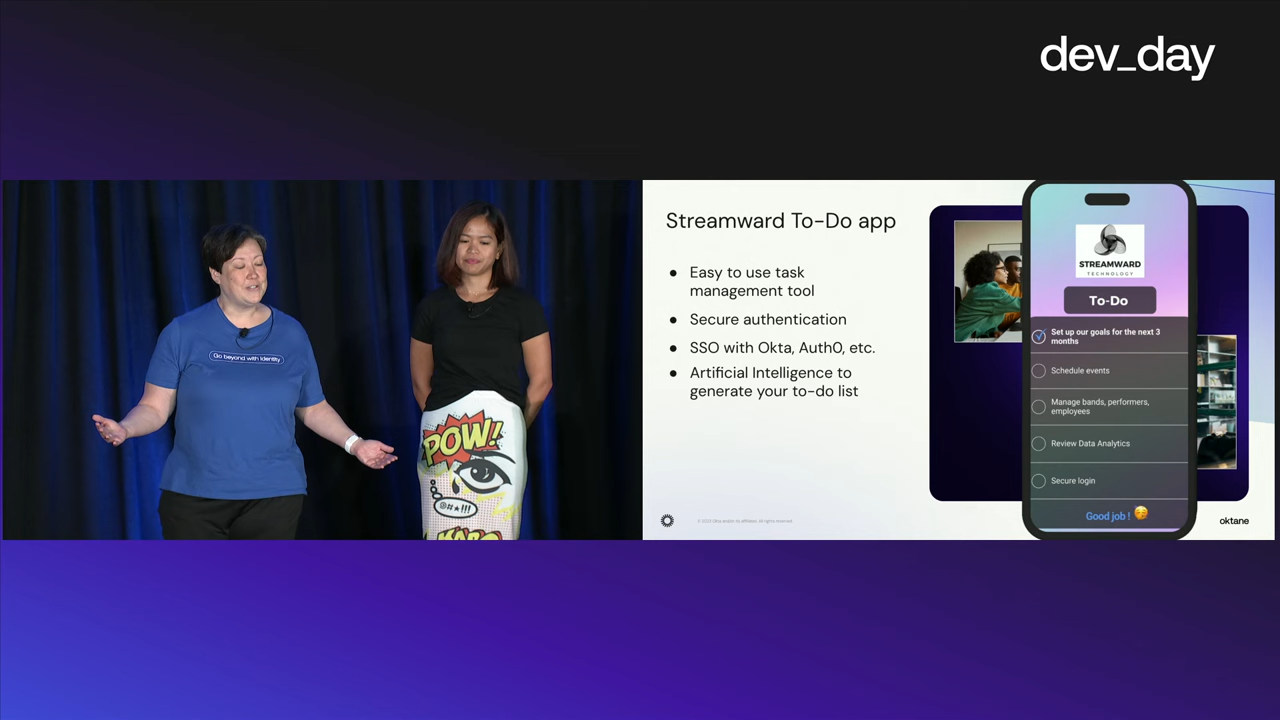 dev_day
Go beyond with Identity
POW!
@#★!!!
Streamward To-Do app
● Easy to use task
management tool
● Secure authentication
● SSO with Okta, Auth0, etc.
● Artificial Intelligence to
generate your to-do list
STREAMWARD
TECHNOLOGY
To-Do
Set up our goals for the next 3
months
Schedule events
Manage bands, performers,
employees
Review Data Analytics
Secure login
Good job ! 🥳
oktane